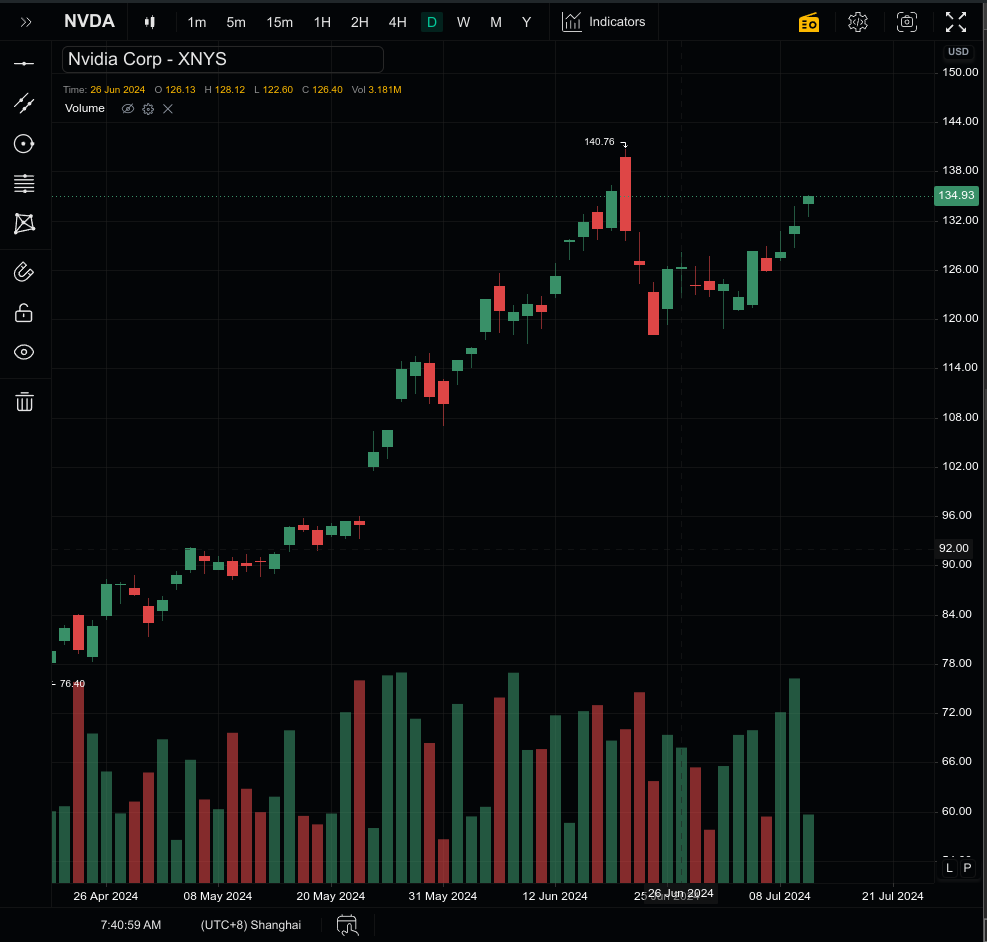 NVDA 1m 5m 15m 1H 2H 4H D W M Y Indicators
Nvidia Corp - XNYS
USD
150.00
Time: 26 Jun 2024 O 126.13 H 128.12 L 122.60 C 126.40 Vol 3.181M
Volume
144.00
140.76
138.00
134.93
132.00
126.00
120.00
114.00
108.00
102.00
96.00
92.00
90.00
84.00
78.00
76.40
72.00
66.00
60.00
L P
26 Apr 2024 08 May 2024 20 May 2024 31 May 2024 12 Jun 2024 26 Jun 2024 08 Jul 2024 21 Jul 2024
7:40:59 AM (UTC+8) Shanghai